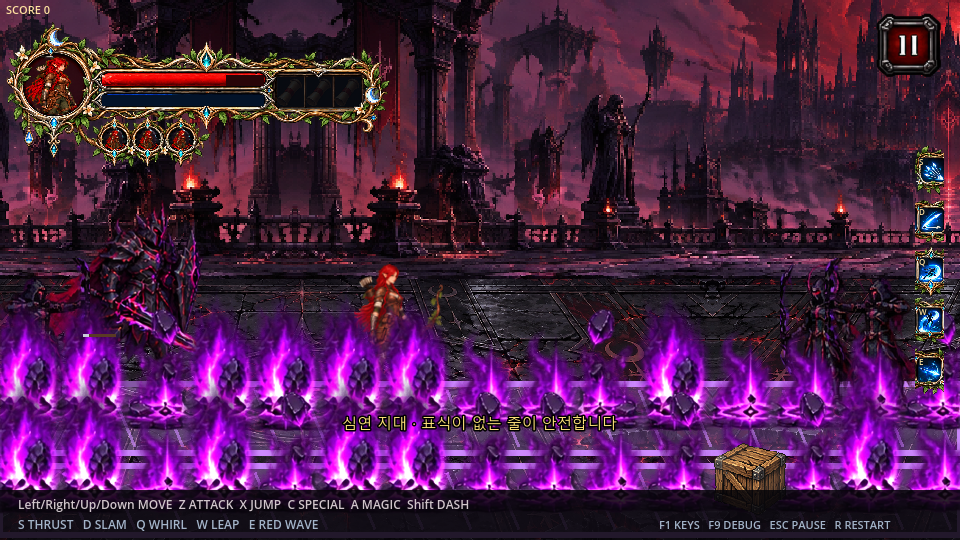 SCORE 0
심연 지대 · 표식이 없는 줄이 안전합니다
Left/Right/Up/Down MOVE Z ATTACK X JUMP C SPECIAL A MAGIC Shift DASH
S THRUST D SLAM Q WHIRL W LEAP E RED WAVE
F1 KEYS F9 DEBUG ESC PAUSE R RESTART